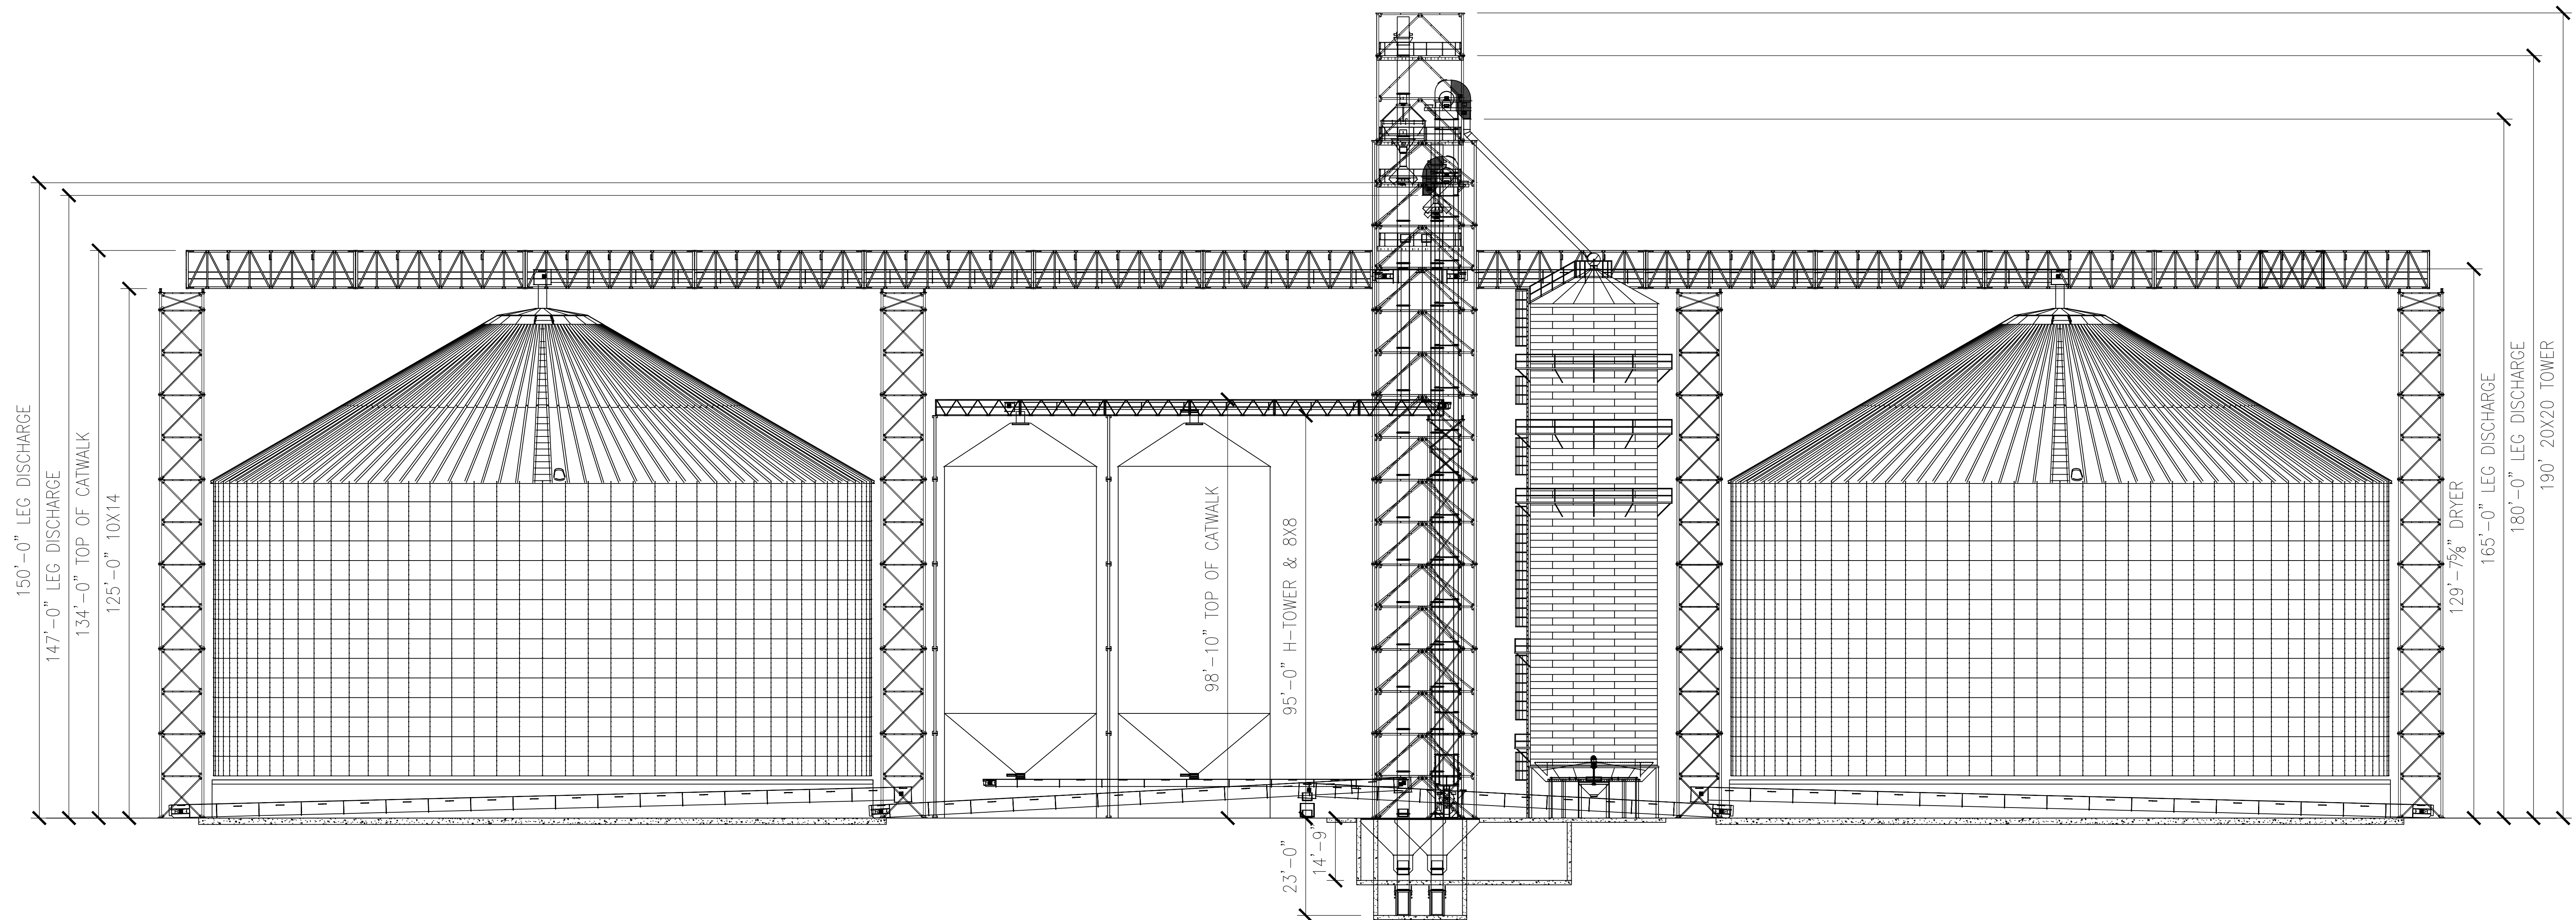 150'-0" LEG DISCHARGE
147'-0" LEG DISCHARGE
134'-0" TOP OF CATWALK
125'-0" 10X14
98'-10" TOP OF CATWALK
95'-0" H-TOWER & 8X8
23'-0"
14'-9"
129'-7⅝" DRYER
165'-0" LEG DISCHARGE
180'-0" LEG DISCHARGE
190' 20X20 TOWER